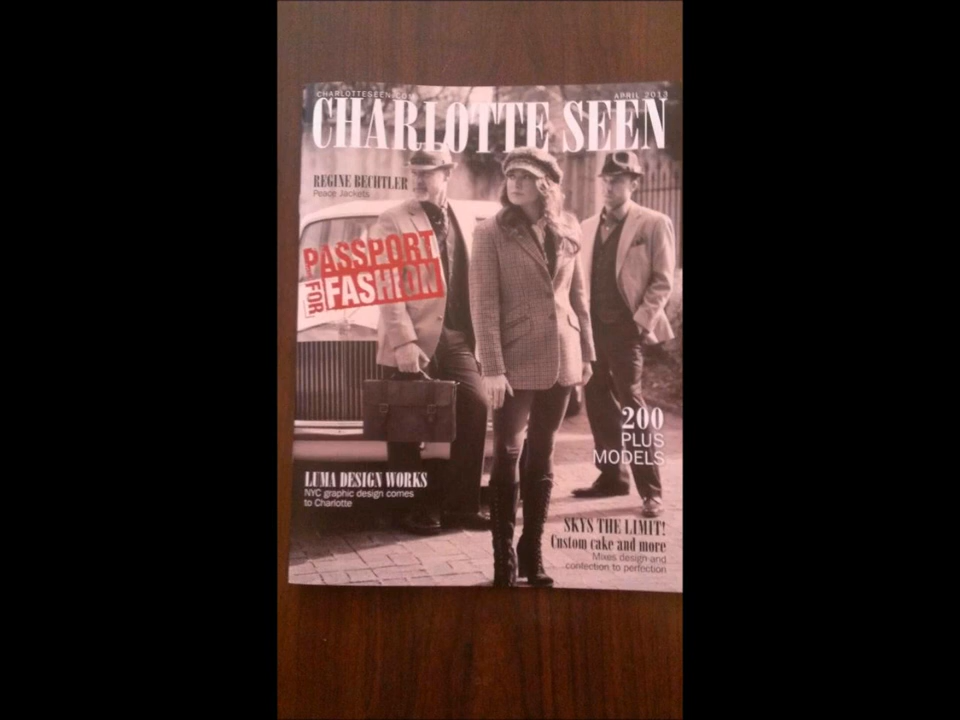 CHARLOTTESEEN.COM
APRIL 2013
CHARLOTTE SEEN
REGINE BECHTLER
Peace Jackets
PASSPORT
FOR
FASHION
200
PLUS
MODELS
LUMA DESIGN WORKS
NYC graphic design comes
to Charlotte
SKYS THE LIMIT!
Custom cake and more
Mixes design and
confection to perfection